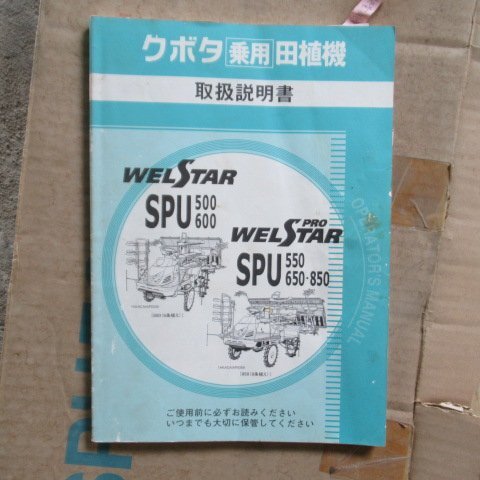 クボタ乗用田植機
取扱説明書
WELSTAR
SPU 500
600
PRO
WELSTAR
SPU 550
650・850
OPERATOR'S MANUAL
ご使用前に必ずお読みください
いつまでも大切に保管してください